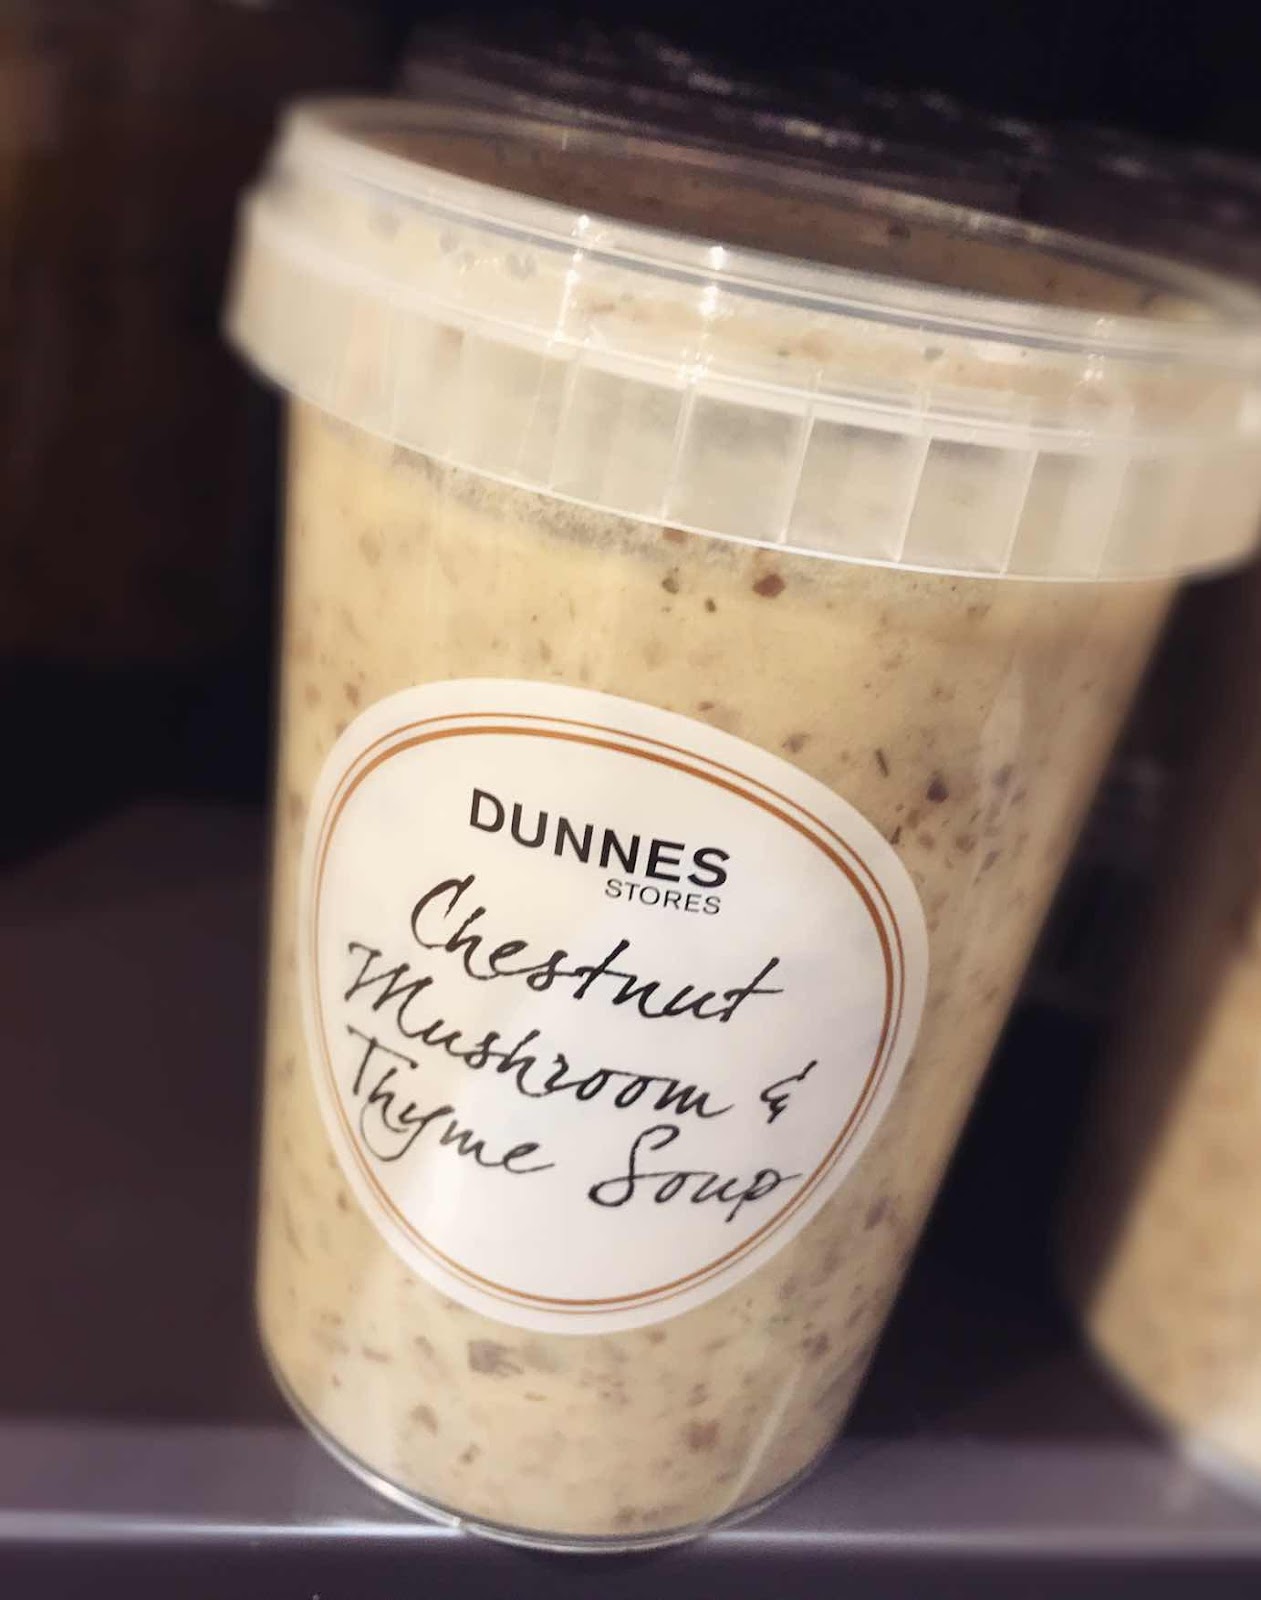 DUNNES
STORES
Chestnut
Mushroom &
Thyme Soup